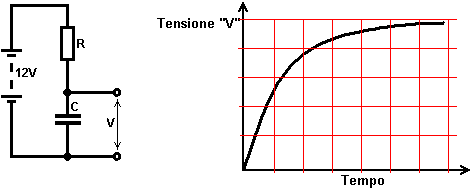 R
12V
C
V
Tensione "V"
Tempo